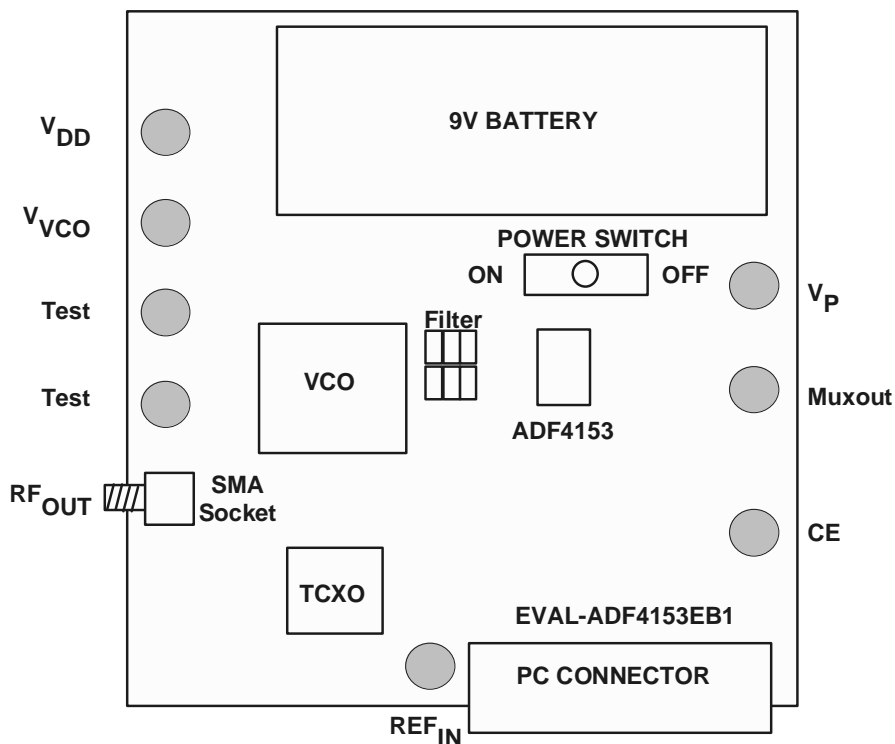 9V BATTERY
VDD
VVCO
POWER SWITCH
ON
OFF
VP
Test
Filter
VCO
ADF4153
Muxout
Test
RFOUT
SMA
Socket
CE
TCXO
EVAL-ADF4153EB1
PC CONNECTOR
REFIN